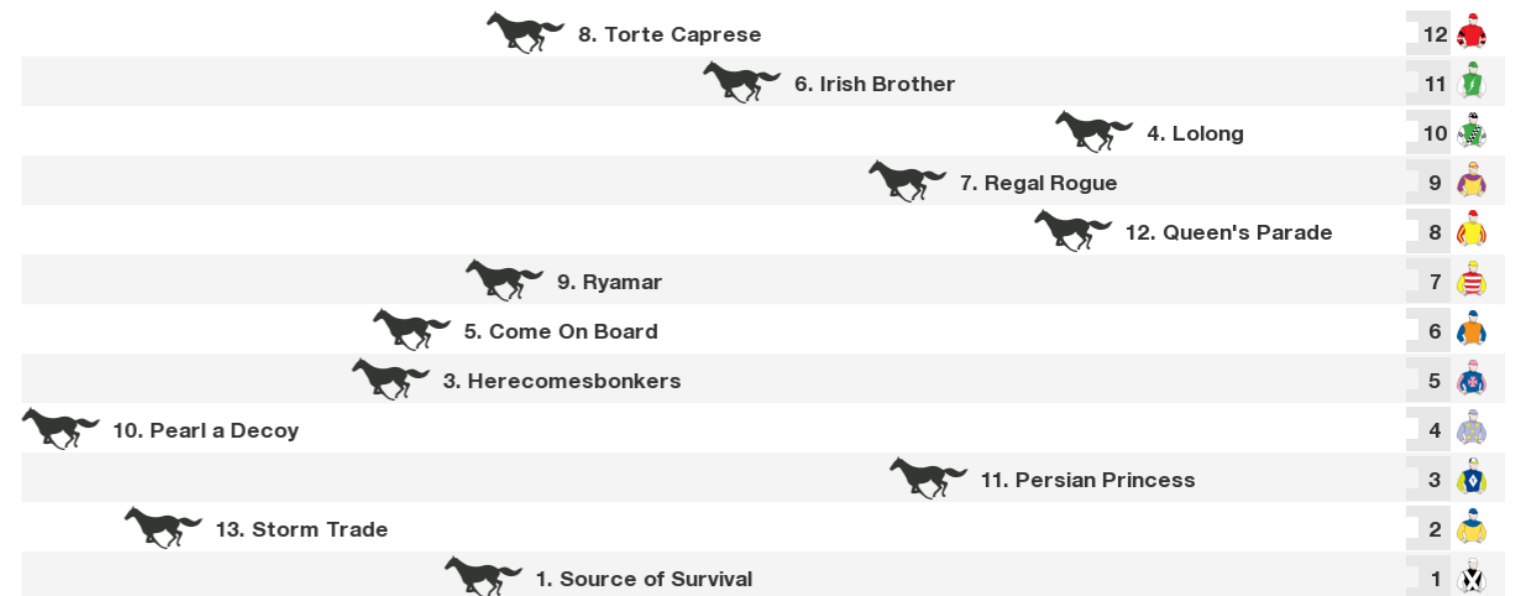 8. Torte Caprese 12
6. Irish Brother 11
4. Lolong 10
7. Regal Rogue 9
12. Queen's Parade 8
9. Ryamar 7
5. Come On Board 6
3. Herecomesbonkers 5
10. Pearl a Decoy 4
11. Persian Princess 3
13. Storm Trade 2
1. Source of Survival 1